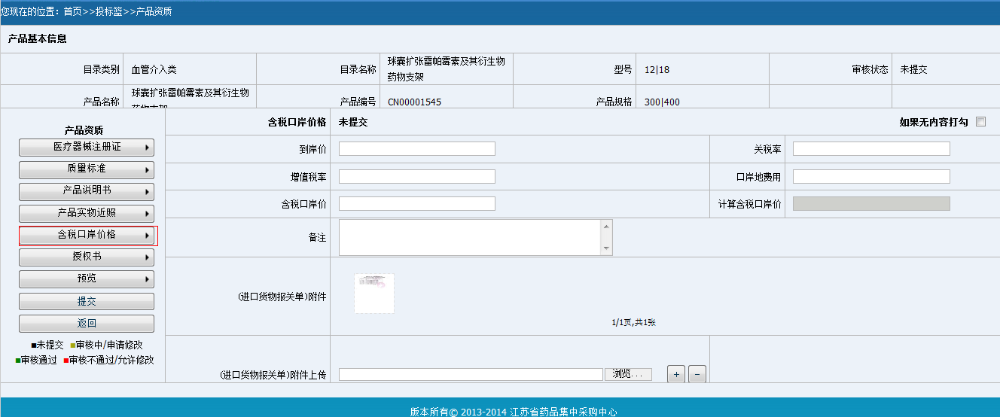 您现在的位置：首页>>投标篮>>产品资质
产品基本信息
目录类别 血管介入类 目录名称 球囊扩张雷帕霉素及其衍生物药物支架 型号 12|18 审核状态 未提交
产品名称 球囊扩张雷帕霉素及其衍生物药物支架 产品编号 CN00001545 产品规格 300|400
产品资质
医疗器械注册证
质量标准
产品说明书
产品实物近照
含税口岸价格
授权书
预览
提交
返回
■未提交 ■审核中/申请修改
■审核通过 ■审核不通过/允许修改
含税口岸价格 未提交 如果无内容打勾
到岸价 关税率
增值税率 口岸地费用
含税口岸价 计算含税口岸价
备注
(进口货物报关单)附件
1/1页,共1张
(进口货物报关单)附件上传 浏览... + -
版本所有© 2013-2014 江苏省药品集中采购中心